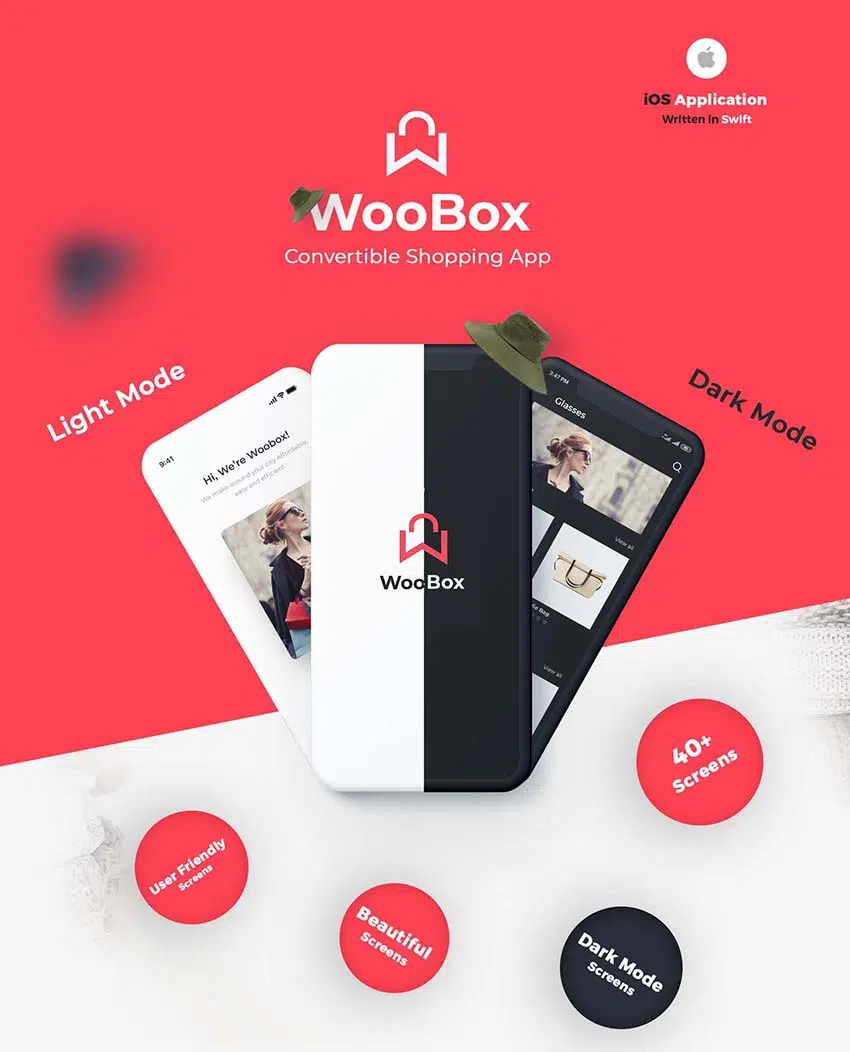 iOS Application
Written in Swift
WooBox
Convertible Shopping App
Light Mode
Dark Mode
9:41
Hi, We're Woobox!
We make around your city Affordable,
easy and efficient.
WooBox
3:47 PM
Glasses
View all
Bag
View all
40+
Screens
User Friendly
Screens
Beautiful
Screens
Dark Mode
Screens